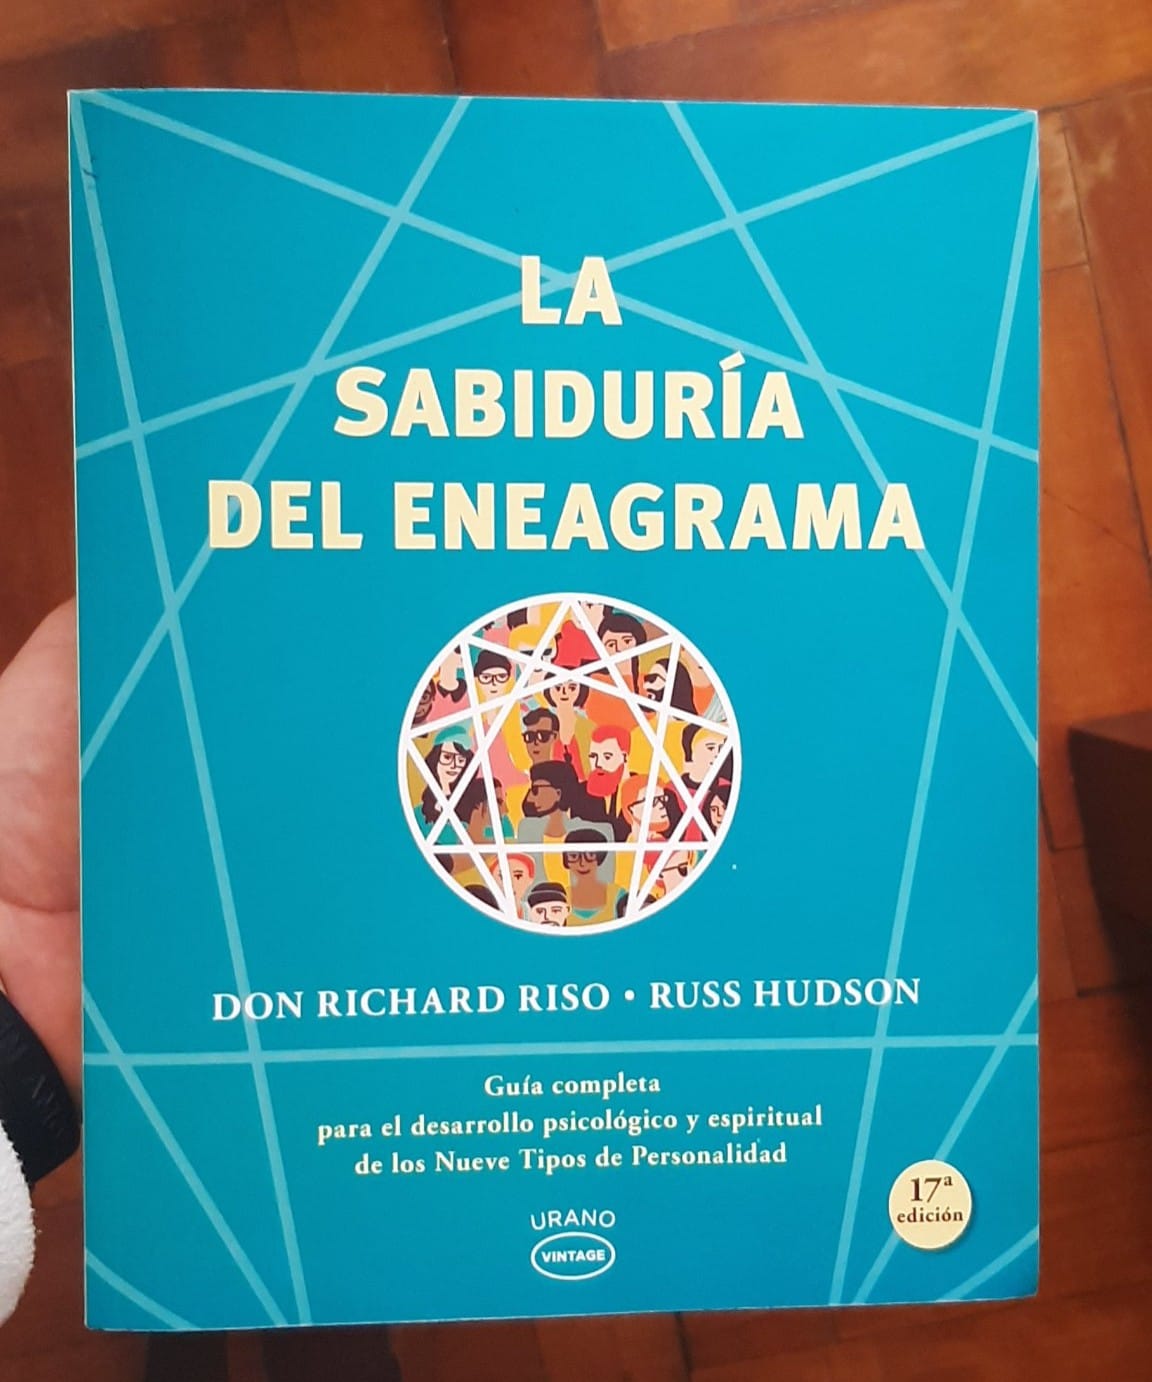 LA
SABIDURÍA
DEL ENEAGRAMA
DON RICHARD RISO • RUSS HUDSON
Guía completa
para el desarrollo psicológico y espiritual
de los Nueve Tipos de Personalidad
17ª
edición
URANO
VINTAGE